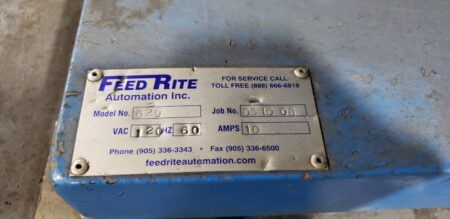 FEED RITE
Automation Inc.
FOR SERVICE CALL
TOLL FREE (888) 666-6818
Model No. 629
Job No.
VAC 120 HZ 60
AMPS 10
Phone (905) 336-3343 • Fax (905) 336-6500
feedriteautomation.com